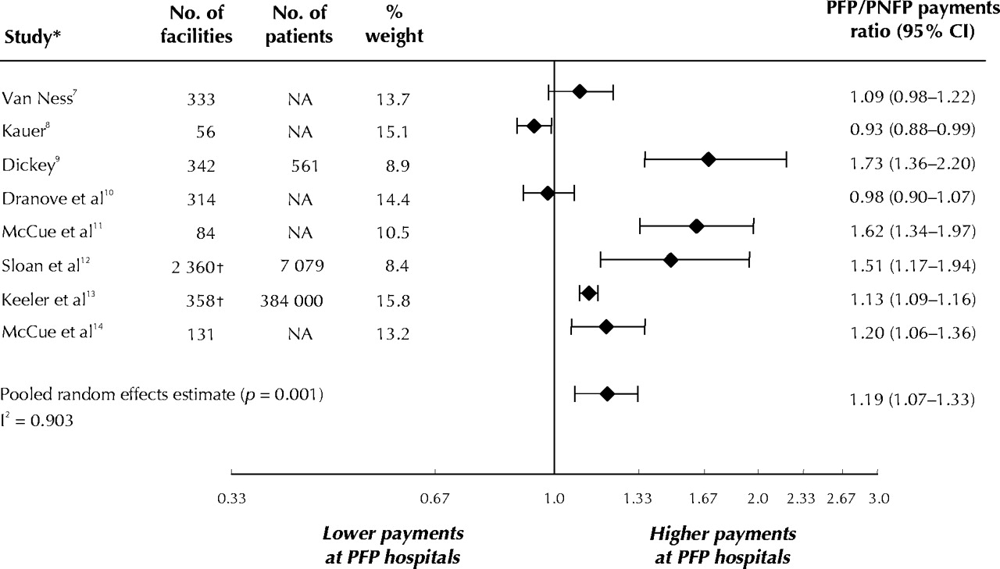 Study* No. of facilities No. of patients % weight PFP/PNFP payments ratio (95% CI)
Van Ness⁷ 333 NA 13.7 1.09 (0.98–1.22)
Kauer⁸ 56 NA 15.1 0.93 (0.88–0.99)
Dickey⁹ 342 561 8.9 1.73 (1.36–2.20)
Dranove et al¹⁰ 314 NA 14.4 0.98 (0.90–1.07)
McCue et al¹¹ 84 NA 10.5 1.62 (1.34–1.97)
Sloan et al¹² 2 360† 7 079 8.4 1.51 (1.17–1.94)
Keeler et al¹³ 358† 384 000 15.8 1.13 (1.09–1.16)
McCue et al¹⁴ 131 NA 13.2 1.20 (1.06–1.36)
Pooled random effects estimate (p = 0.001) 1.19 (1.07–1.33)
I² = 0.903
0.33 0.67 1.0 1.33 1.67 2.0 2.33 2.67 3.0
Lower payments Higher payments
at PFP hospitals at PFP hospitals